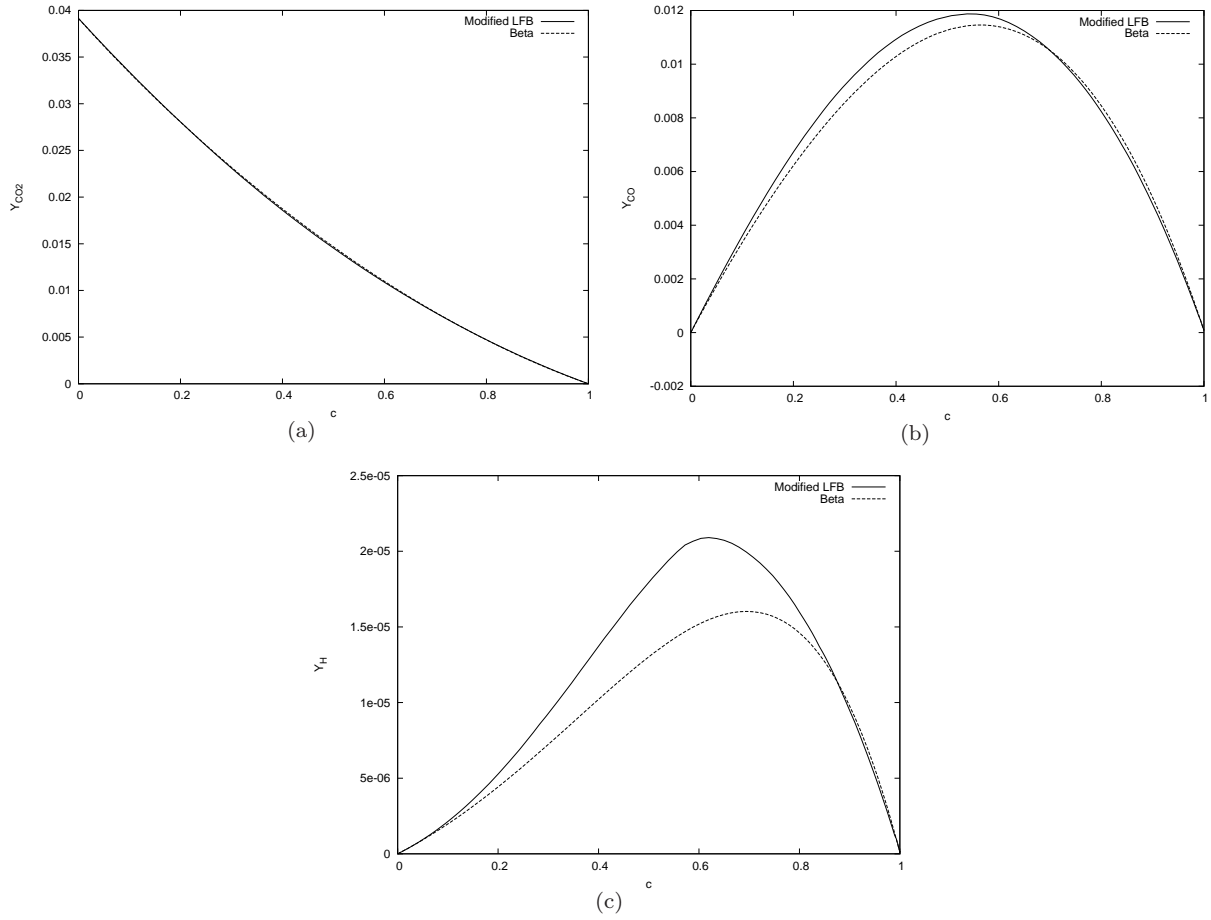 0.04
0.035
0.03
0.025
0.02
0.015
0.01
0.005
0
0 0.2 0.4 0.6 0.8 1
Y_CO2
c
Modified LFB
Beta
(a)
0.012
0.01
0.008
0.006
0.004
0.002
0
-0.002
0 0.2 0.4 0.6 0.8 1
Y_CO
c
Modified LFB
Beta
(b)
2.5e-05
2e-05
1.5e-05
1e-05
5e-06
0
0 0.2 0.4 0.6 0.8 1
Y_H
c
Modified LFB
Beta
(c)